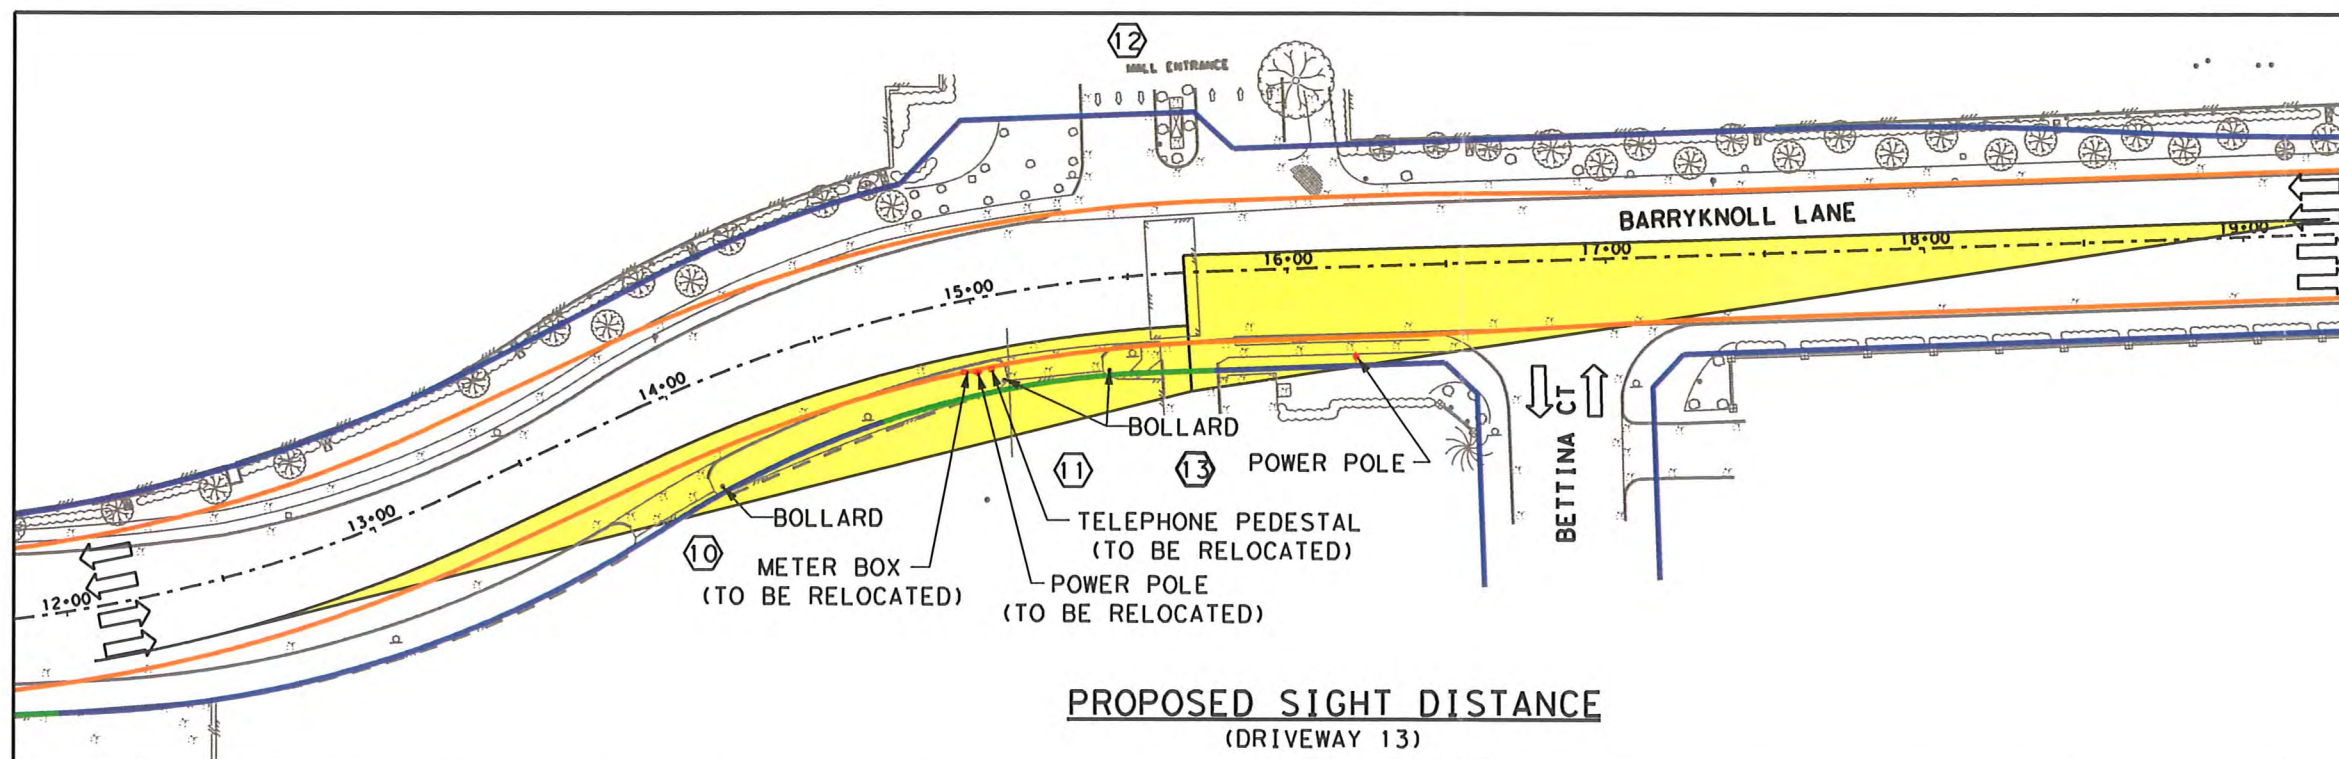 12
MALL ENTRANCE
BARRYKNOLL LANE
12+00
13+00
14+00
15+00
16+00
17+00
18+00
19+00
BOLLARD
BOLLARD
10
11
13
POWER POLE
METER BOX
(TO BE RELOCATED)
TELEPHONE PEDESTAL
(TO BE RELOCATED)
POWER POLE
(TO BE RELOCATED)
BETTINA CT
PROPOSED SIGHT DISTANCE
(DRIVEWAY 13)